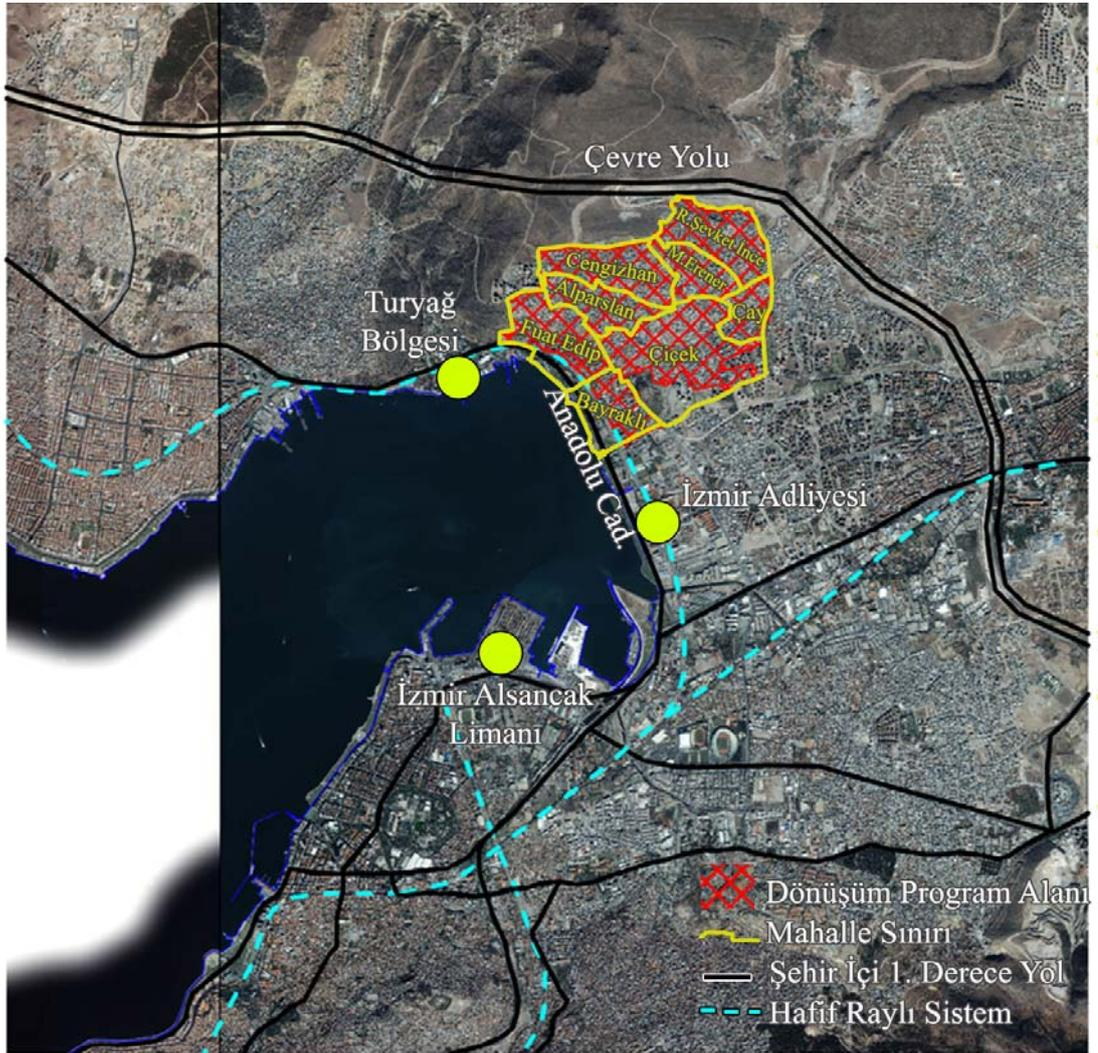 Çevre Yolu
R.Şevket İnce
M.Erener
Cengizhan
Alparslan
Çay
Turyağ
Bölgesi
Fuat Edip
Çiçek
Bayraklı
Anadolu Cad.
İzmir Adliyesi
İzmir Alsancak
Limanı
Dönüşüm Program Alanı
Mahalle Sınırı
Şehir İçi 1. Derece Yol
Hafif Raylı Sistem